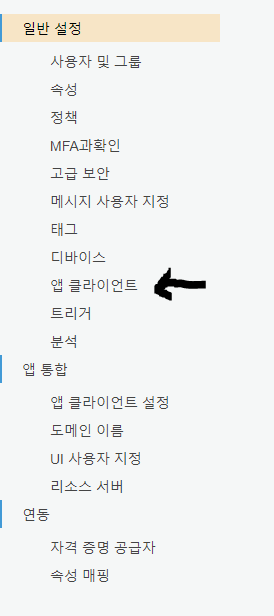 일반 설정
사용자 및 그룹
속성
정책
MFA과확인
고급 보안
메시지 사용자 지정
태그
디바이스
앱 클라이언트
트리거
분석
앱 통합
앱 클라이언트 설정
도메인 이름
UI 사용자 지정
리소스 서버
연동
자격 증명 공급자
속성 매핑